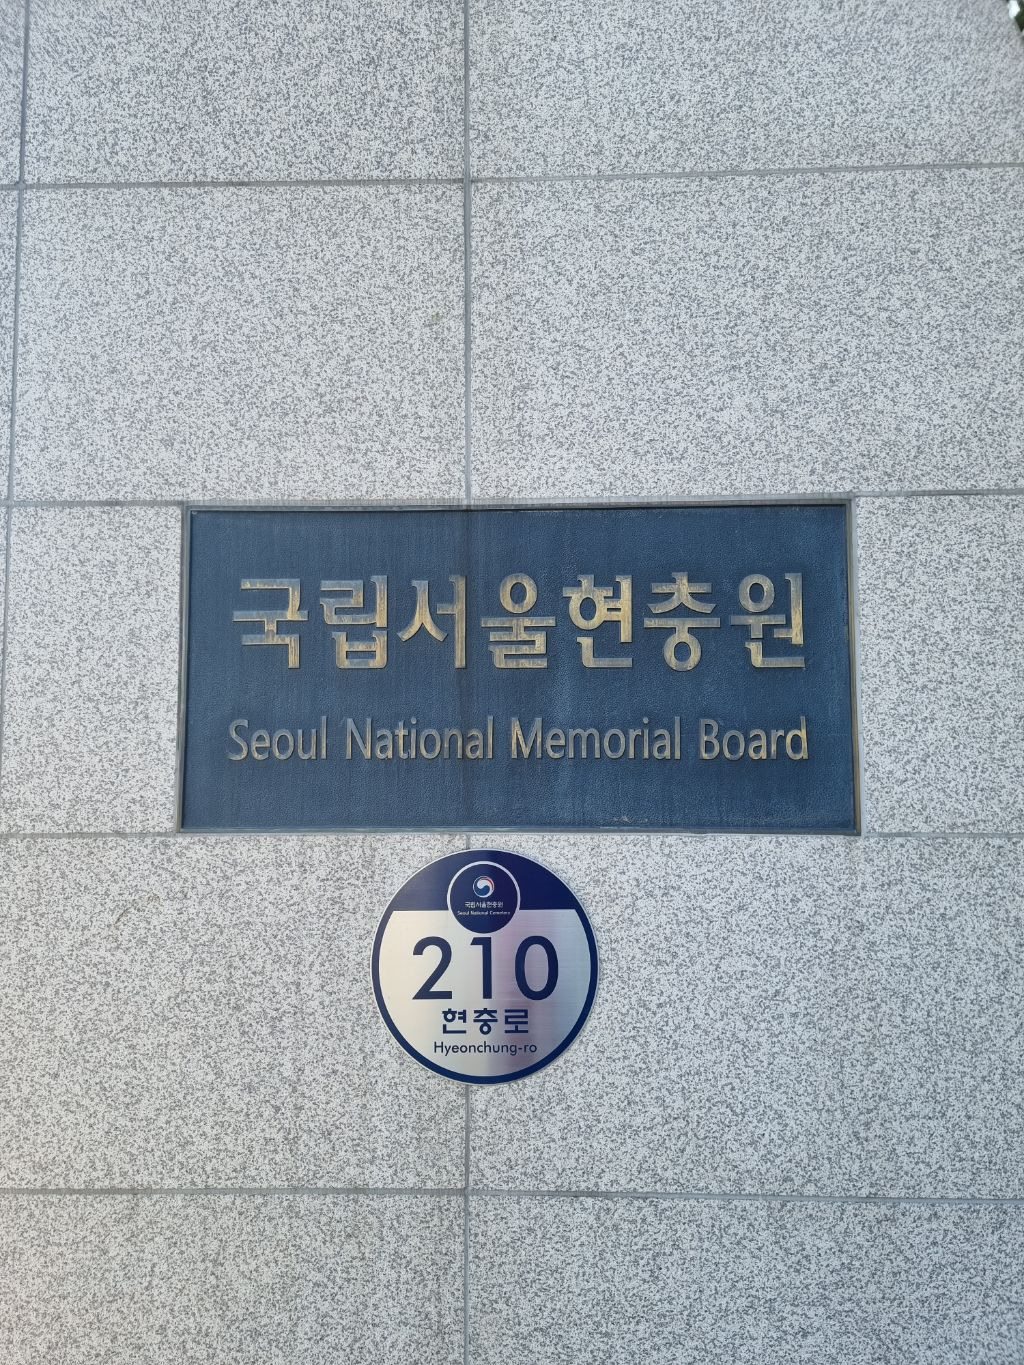 국립서울현충원
Seoul National Memorial Board
국립서울현충원
Seoul National Cemetery
210
현충로
Hyeonchung-ro